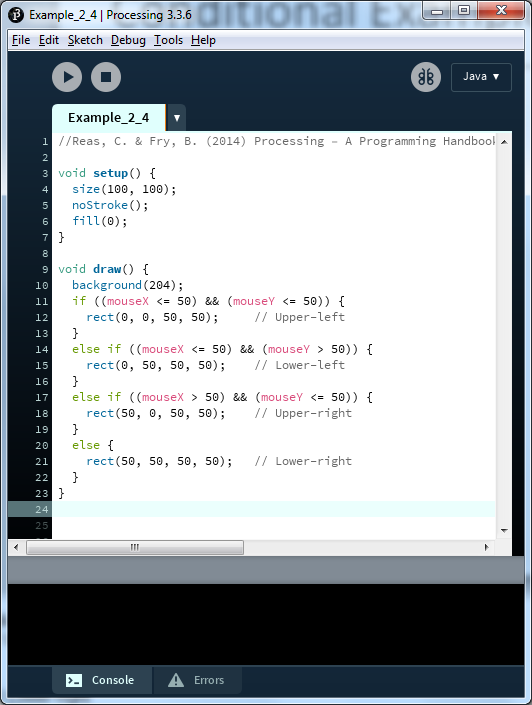 Example_2_4 | Processing 3.3.6
File Edit Sketch Debug Tools Help
Java ▼
Example_2_4 ▼
1 //Reas, C. & Fry, B. (2014) Processing – A Programming Handbook
2
3 void setup() {
4   size(100, 100);
5   noStroke();
6   fill(0);
7 }
8
9 void draw() {
10   background(204);
11   if ((mouseX <= 50) && (mouseY <= 50)) {
12     rect(0, 0, 50, 50);     // Upper-left
13   }
14   else if ((mouseX <= 50) && (mouseY > 50)) {
15     rect(0, 50, 50, 50);    // Lower-left
16   }
17   else if ((mouseX > 50) && (mouseY <= 50)) {
18     rect(50, 0, 50, 50);    // Upper-right
19   }
20   else {
21     rect(50, 50, 50, 50);   // Lower-right
22   }
23 }
24
25
Console Errors